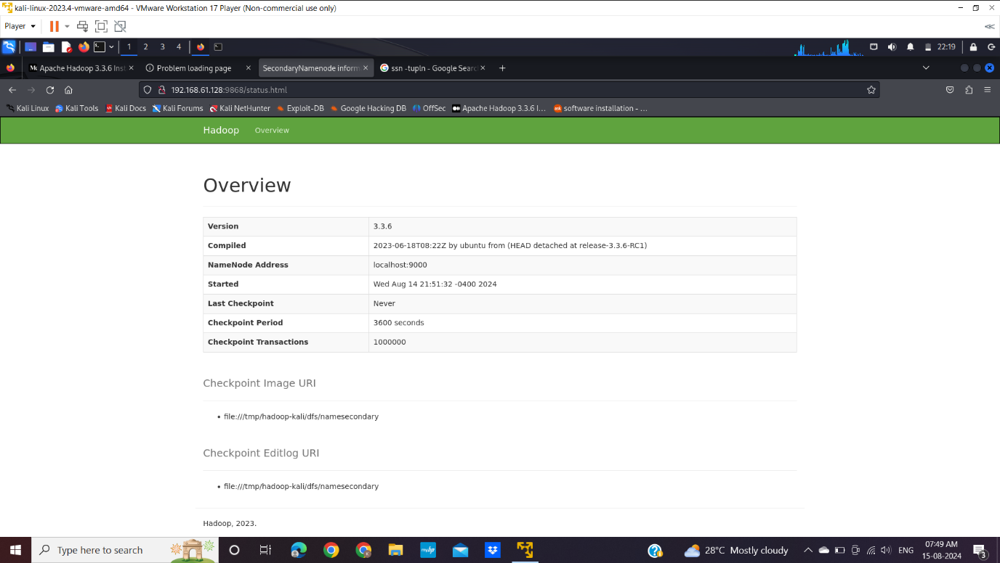 kali-linux-2023.4-vmware-amd64 - VMware Workstation 17 Player (Non-commercial use only)
Player
1 2 3 4 22:19
Apache Hadoop 3.3.6 Inst Problem loading page SecondaryNamenode inform ssn -tupln - Google Searc
192.168.61.128:9868/status.html
Kali Linux Kali Tools Kali Docs Kali Forums Kali NetHunter Exploit-DB Google Hacking DB OffSec Apache Hadoop 3.3.6 I... software installation - ...
Hadoop Overview
Overview
Version 3.3.6
Compiled 2023-06-18T08:22Z by ubuntu from (HEAD detached at release-3.3.6-RC1)
NameNode Address localhost:9000
Started Wed Aug 14 21:51:32 -0400 2024
Last Checkpoint Never
Checkpoint Period 3600 seconds
Checkpoint Transactions 1000000
Checkpoint Image URI
• file:///tmp/hadoop-kali/dfs/namesecondary
Checkpoint Editlog URI
• file:///tmp/hadoop-kali/dfs/namesecondary
Hadoop, 2023.
Type here to search 28°C Mostly cloudy ENG 07:49 AM
15-08-2024 3